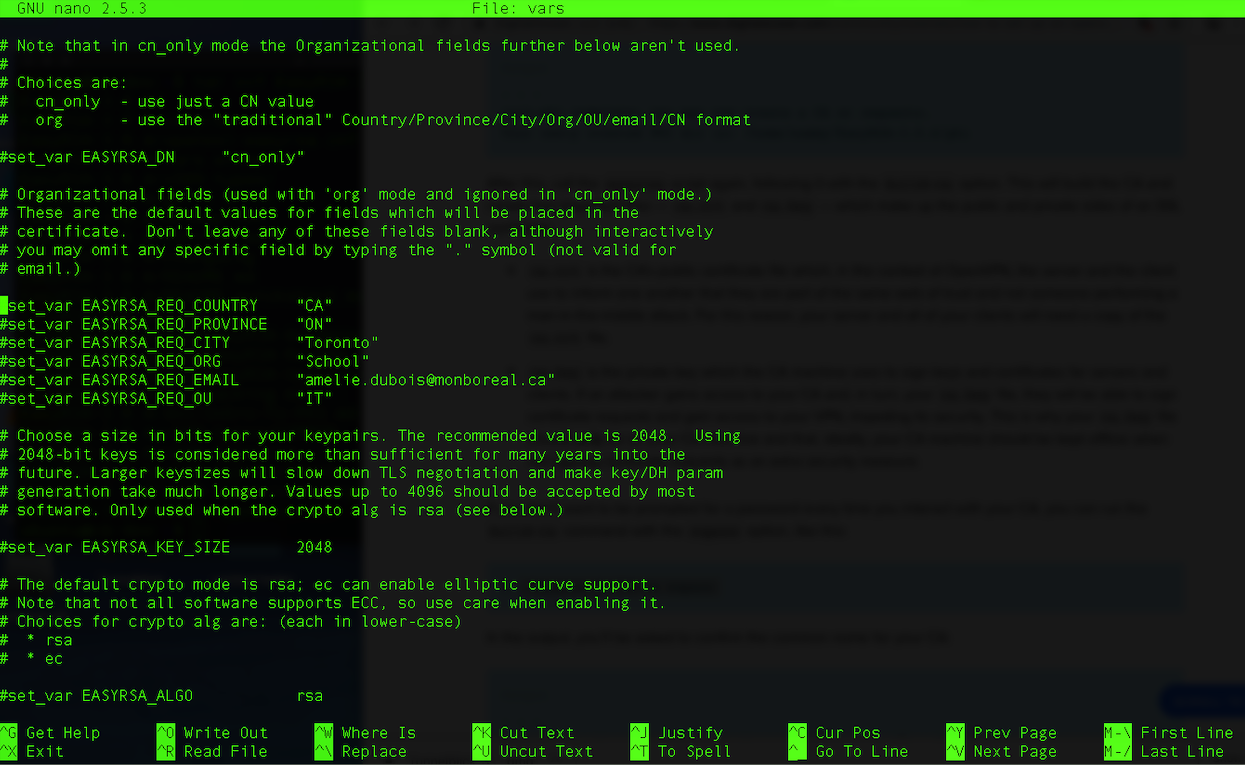 GNU nano 2.5.3 File: vars
# Note that in cn_only mode the Organizational fields further below aren't used.
#
# Choices are:
#   cn_only  - use just a CN value
#   org      - use the "traditional" Country/Province/City/Org/OU/email/CN format
#set_var EASYRSA_DN     "cn_only"
# Organizational fields (used with 'org' mode and ignored in 'cn_only' mode.)
# These are the default values for fields which will be placed in the
# certificate.  Don't leave any of these fields blank, although interactively
# you may omit any specific field by typing the "." symbol (not valid for
# email.)
set_var EASYRSA_REQ_COUNTRY    "CA"
#set_var EASYRSA_REQ_PROVINCE   "ON"
#set_var EASYRSA_REQ_CITY       "Toronto"
#set_var EASYRSA_REQ_ORG        "School"
#set_var EASYRSA_REQ_EMAIL      "amelie.dubois@monboreal.ca"
#set_var EASYRSA_REQ_OU         "IT"
# Choose a size in bits for your keypairs. The recommended value is 2048.  Using
# 2048-bit keys is considered more than sufficient for many years into the
# future. Larger keysizes will slow down TLS negotiation and make key/DH param
# generation take much longer. Values up to 4096 should be accepted by most
# software. Only used when the crypto alg is rsa (see below.)
#set_var EASYRSA_KEY_SIZE       2048
# The default crypto mode is rsa; ec can enable elliptic curve support.
# Note that not all software supports ECC, so use care when enabling it.
# Choices for crypto alg are: (each in lower-case)
#  * rsa
#  * ec
#set_var EASYRSA_ALGO           rsa
^G Get Help ^O Write Out ^W Where Is ^K Cut Text ^J Justify ^C Cur Pos ^Y Prev Page M-\ First Line
^X Exit ^R Read File ^\ Replace ^U Uncut Text ^T To Spell ^_ Go To Line ^V Next Page M-/ Last Line